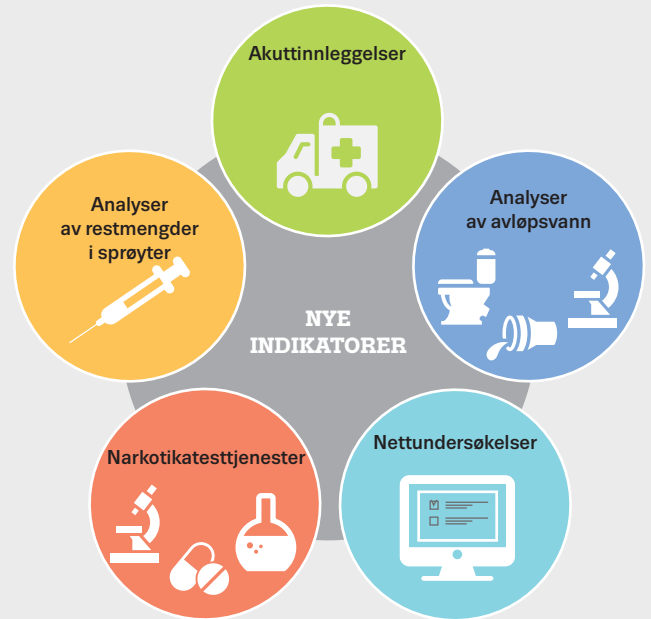 Akuttinnleggelser
Analyser
av restmengder
i sprøyter
Analyser
av avløpsvann
NYE
INDIKATORER
Narkotikatesttjenester
Nettundersøkelser